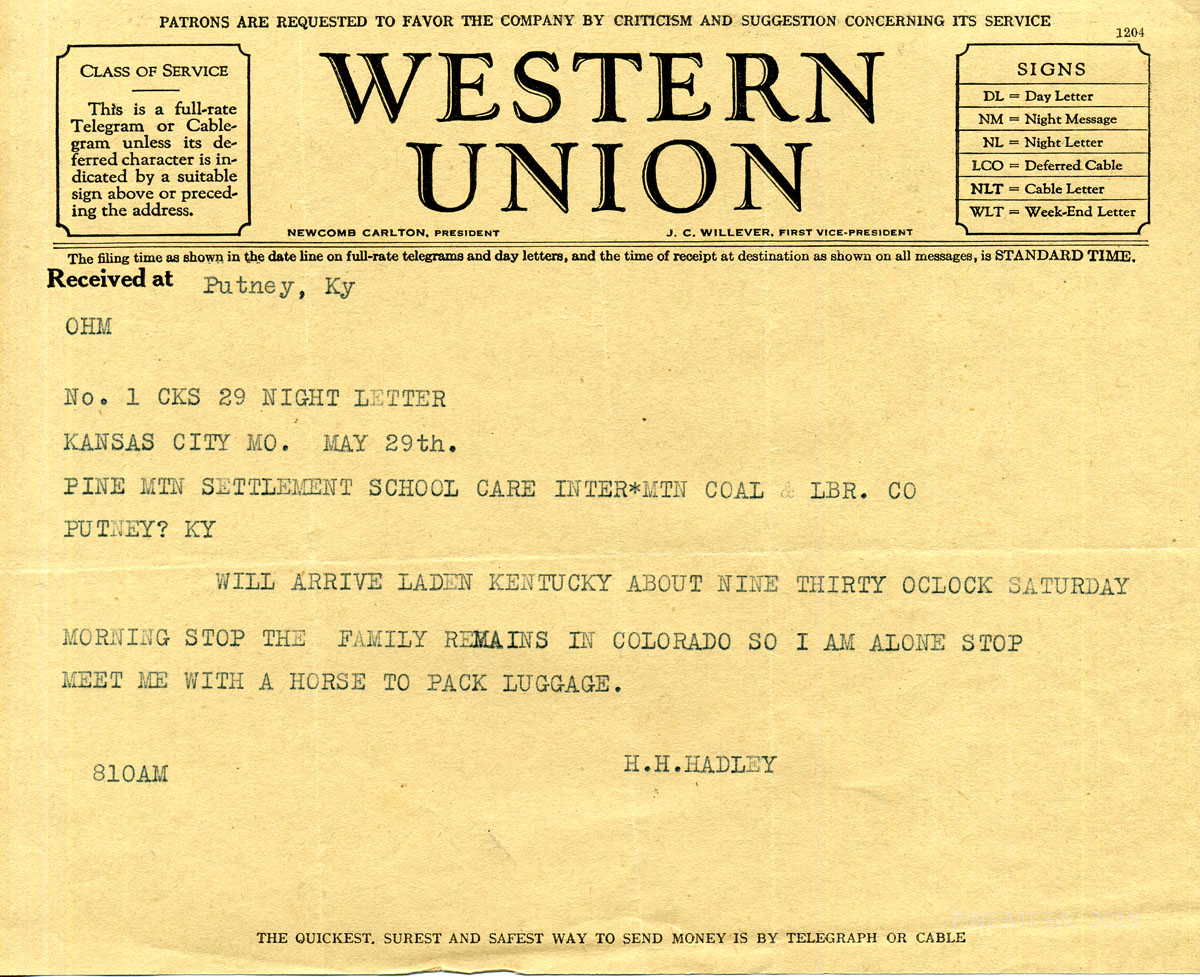 PATRONS ARE REQUESTED TO FAVOR THE COMPANY BY CRITICISM AND SUGGESTION CONCERNING ITS SERVICE
1204
CLASS OF SERVICE
This is a full-rate
Telegram or Cable-
gram unless its de-
ferred character is in-
dicated by a suitable
sign above or preced-
ing the address.
WESTERN
UNION
NEWCOMB CARLTON, PRESIDENT
J. C. WILLEVER, FIRST VICE-PRESIDENT
SIGNS
DL = Day Letter
NM = Night Message
NL = Night Letter
LCO = Deferred Cable
NLT = Cable Letter
WLT = Week-End Letter
The filing time as shown in the date line on full-rate telegrams and day letters, and the time of receipt at destination as shown on all messages, is STANDARD TIME.
Received at Putney, Ky
OHM
No. 1 CKS 29 NIGHT LETTER
KANSAS CITY MO. MAY 29th.
PINE MTN SETTLEMENT SCHOOL CARE INTER*MTN COAL & LBR. CO
PUTNEY? KY
WILL ARRIVE LADEN KENTUCKY ABOUT NINE THIRTY OCLOCK SATURDAY
MORNING STOP THE FAMILY REMAINS IN COLORADO SO I AM ALONE STOP
MEET ME WITH A HORSE TO PACK LUGGAGE.
810AM
H.H.HADLEY
THE QUICKEST, SUREST AND SAFEST WAY TO SEND MONEY IS BY TELEGRAPH OR CABLE